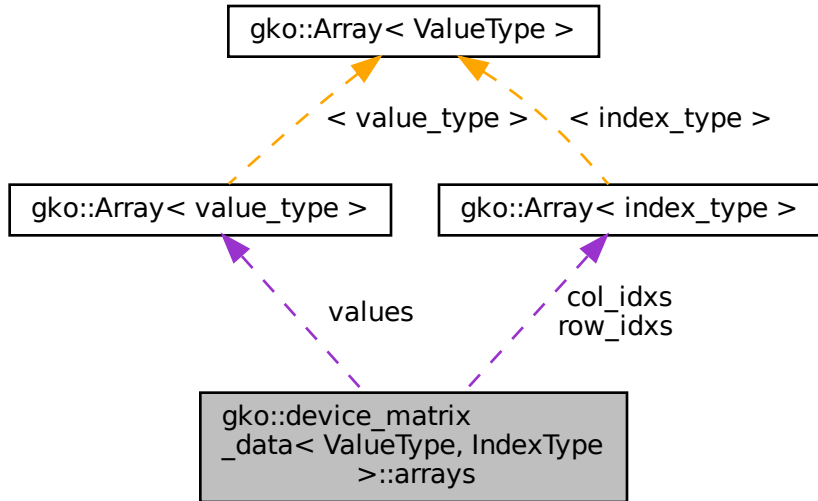 gko::Array< ValueType >
< value_type >
< index_type >
gko::Array< value_type >
gko::Array< index_type >
values
col_idxs
row_idxs
gko::device_matrix
_data< ValueType, IndexType
>::arrays